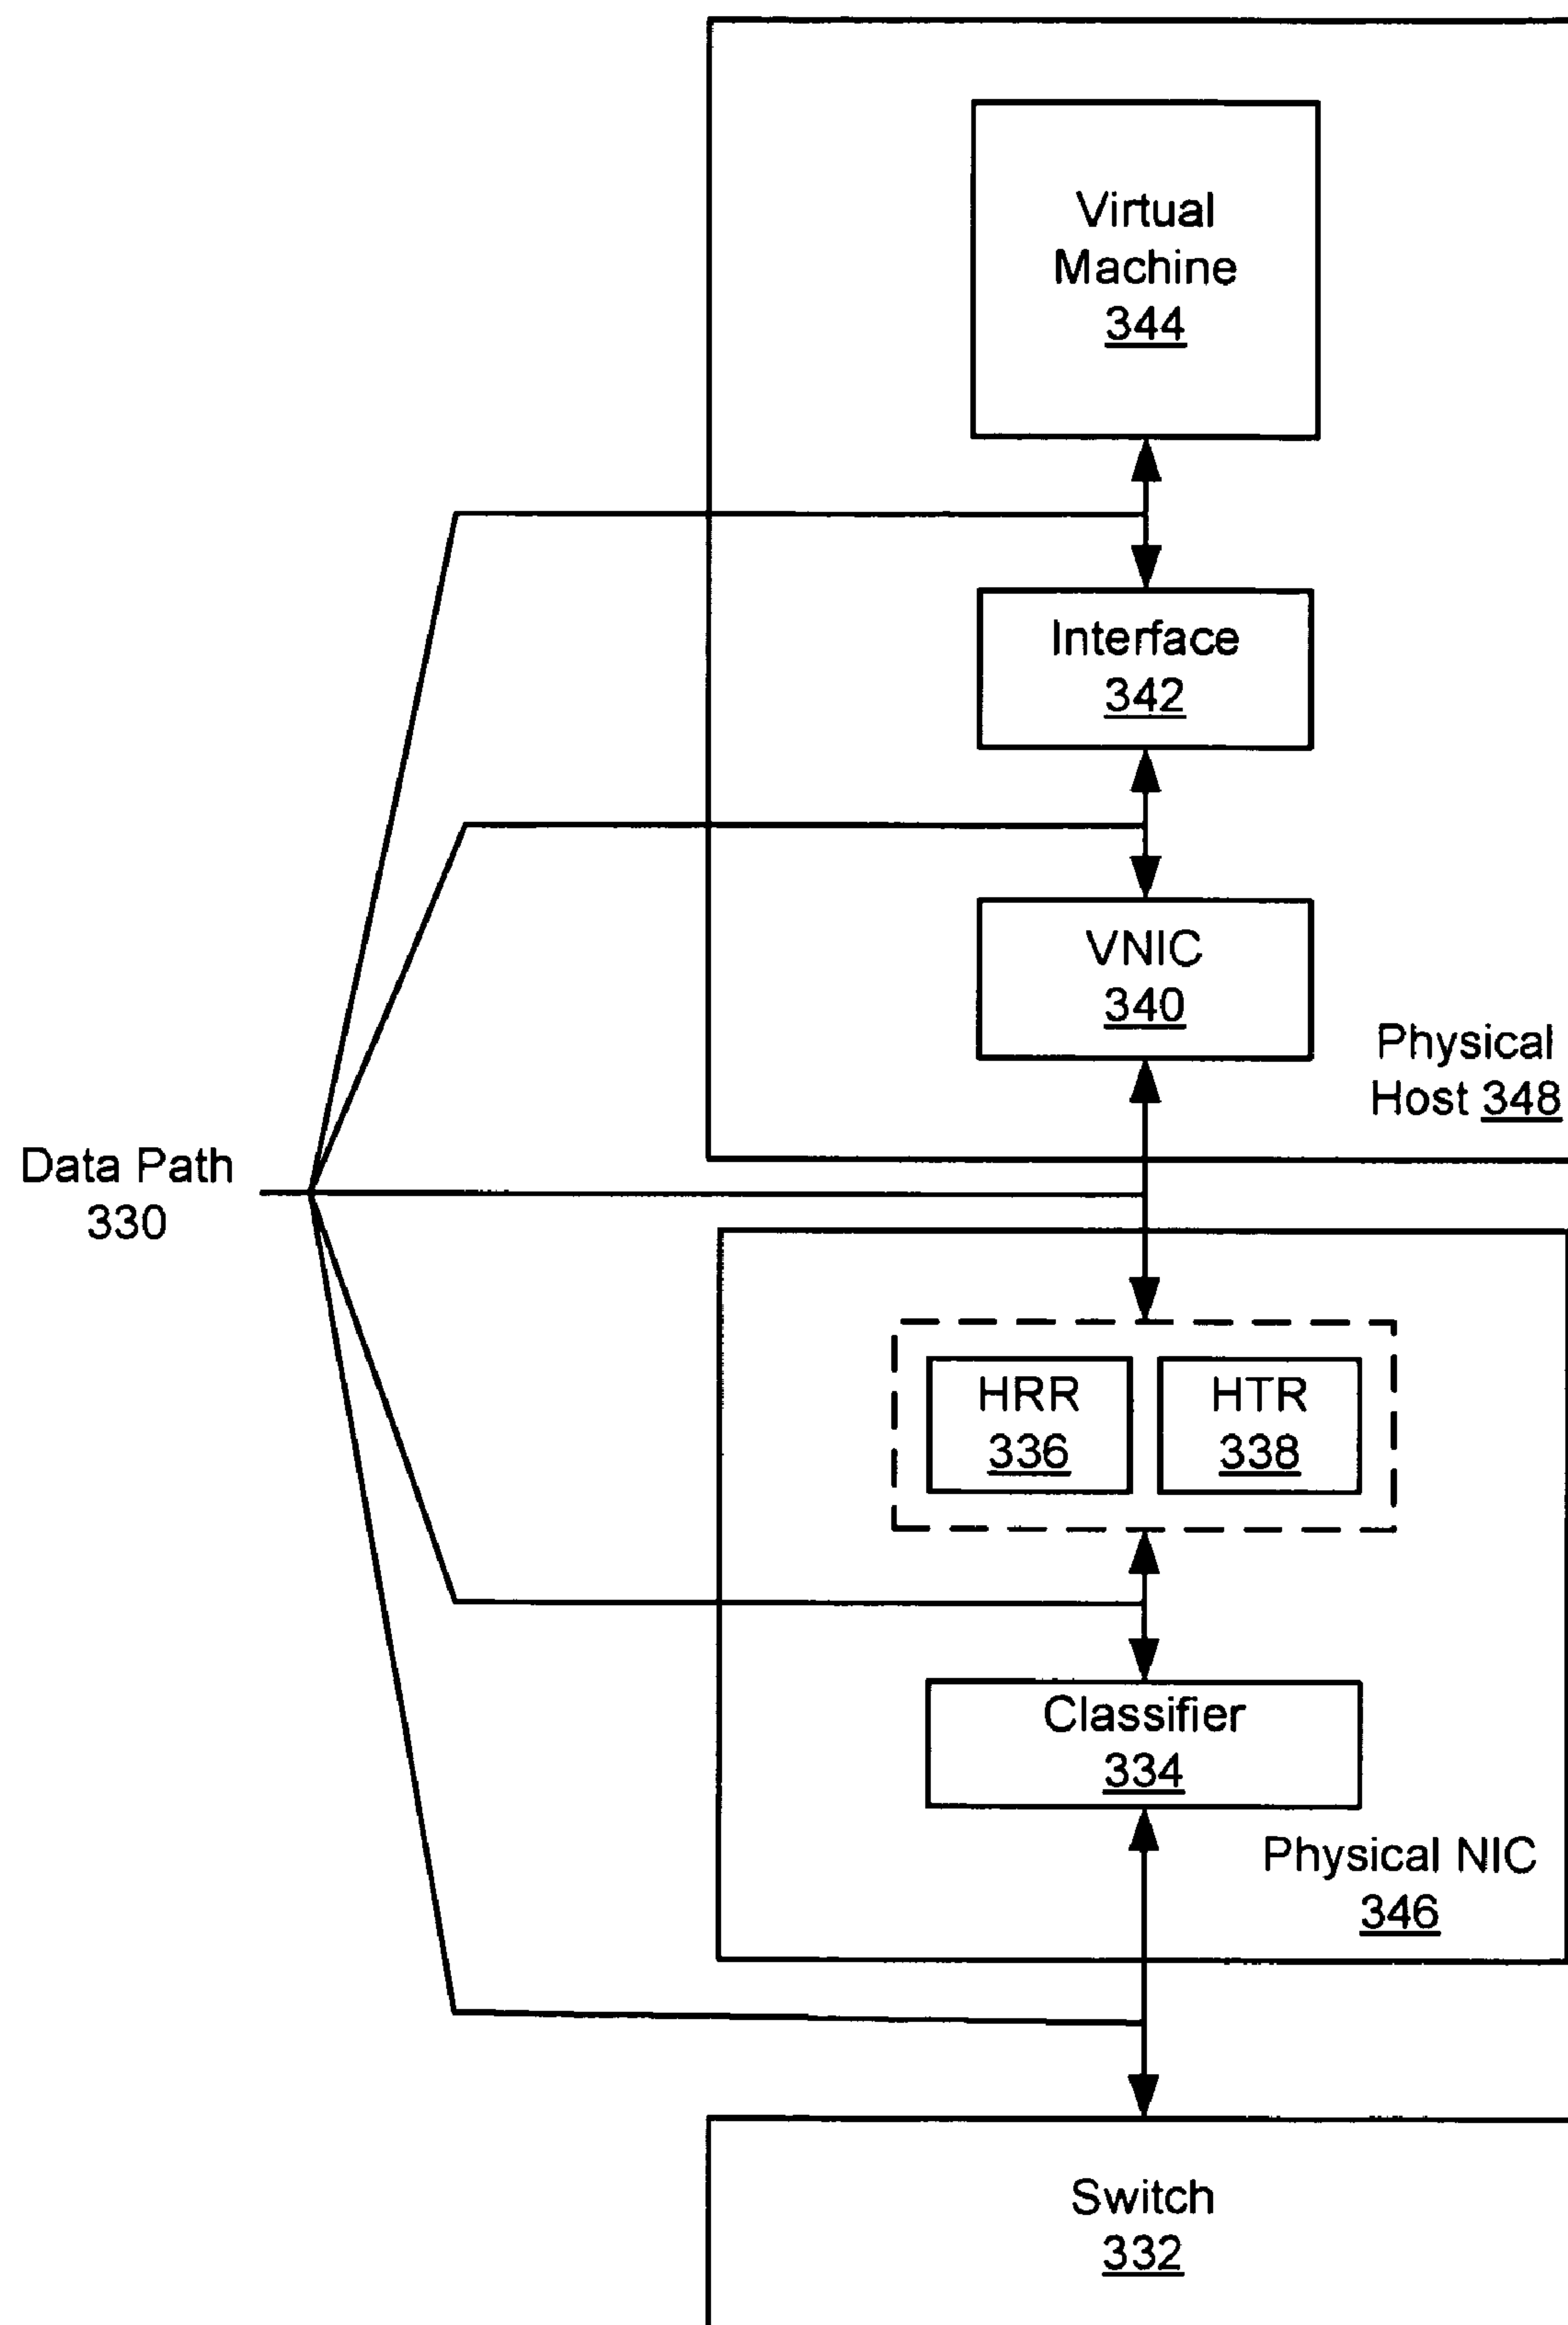 Virtual
Machine
344
Interface
342
VNIC
340
Physical
Host 348
Data Path
330
HRR
336
HTR
338
Classifier
334
Physical NIC
346
Switch
332